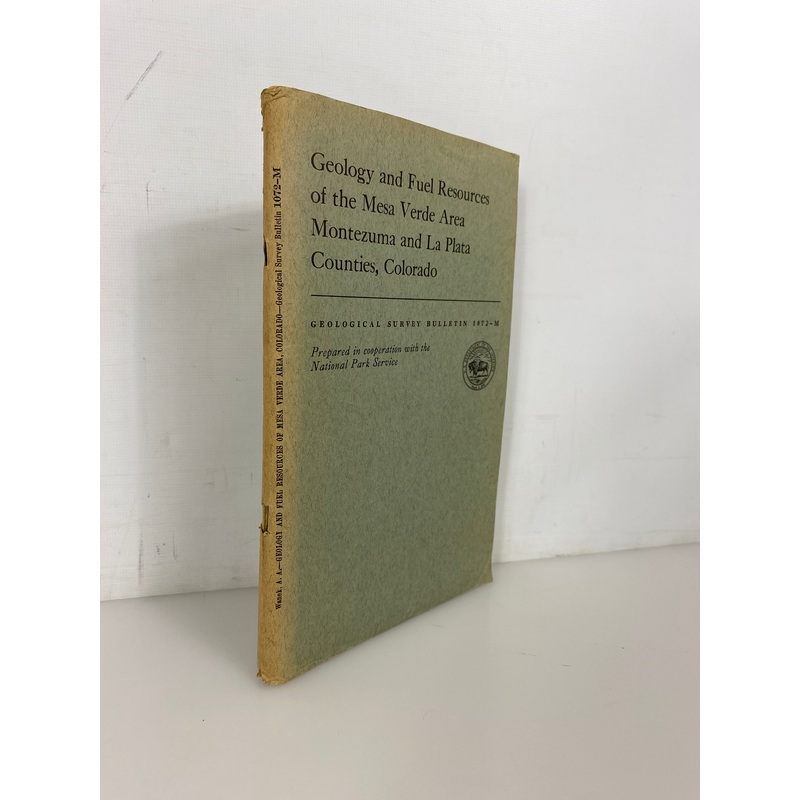 Geology and Fuel Resources
of the Mesa Verde Area
Montezuma and La Plata
Counties, Colorado
GEOLOGICAL SURVEY BULLETIN 1072-M
Prepared in cooperation with the
National Park Service
Wanek, A. A.—GEOLOGY AND FUEL RESOURCES OF MESA VERDE AREA, COLORADO—Geological Survey Bulletin 1072-M